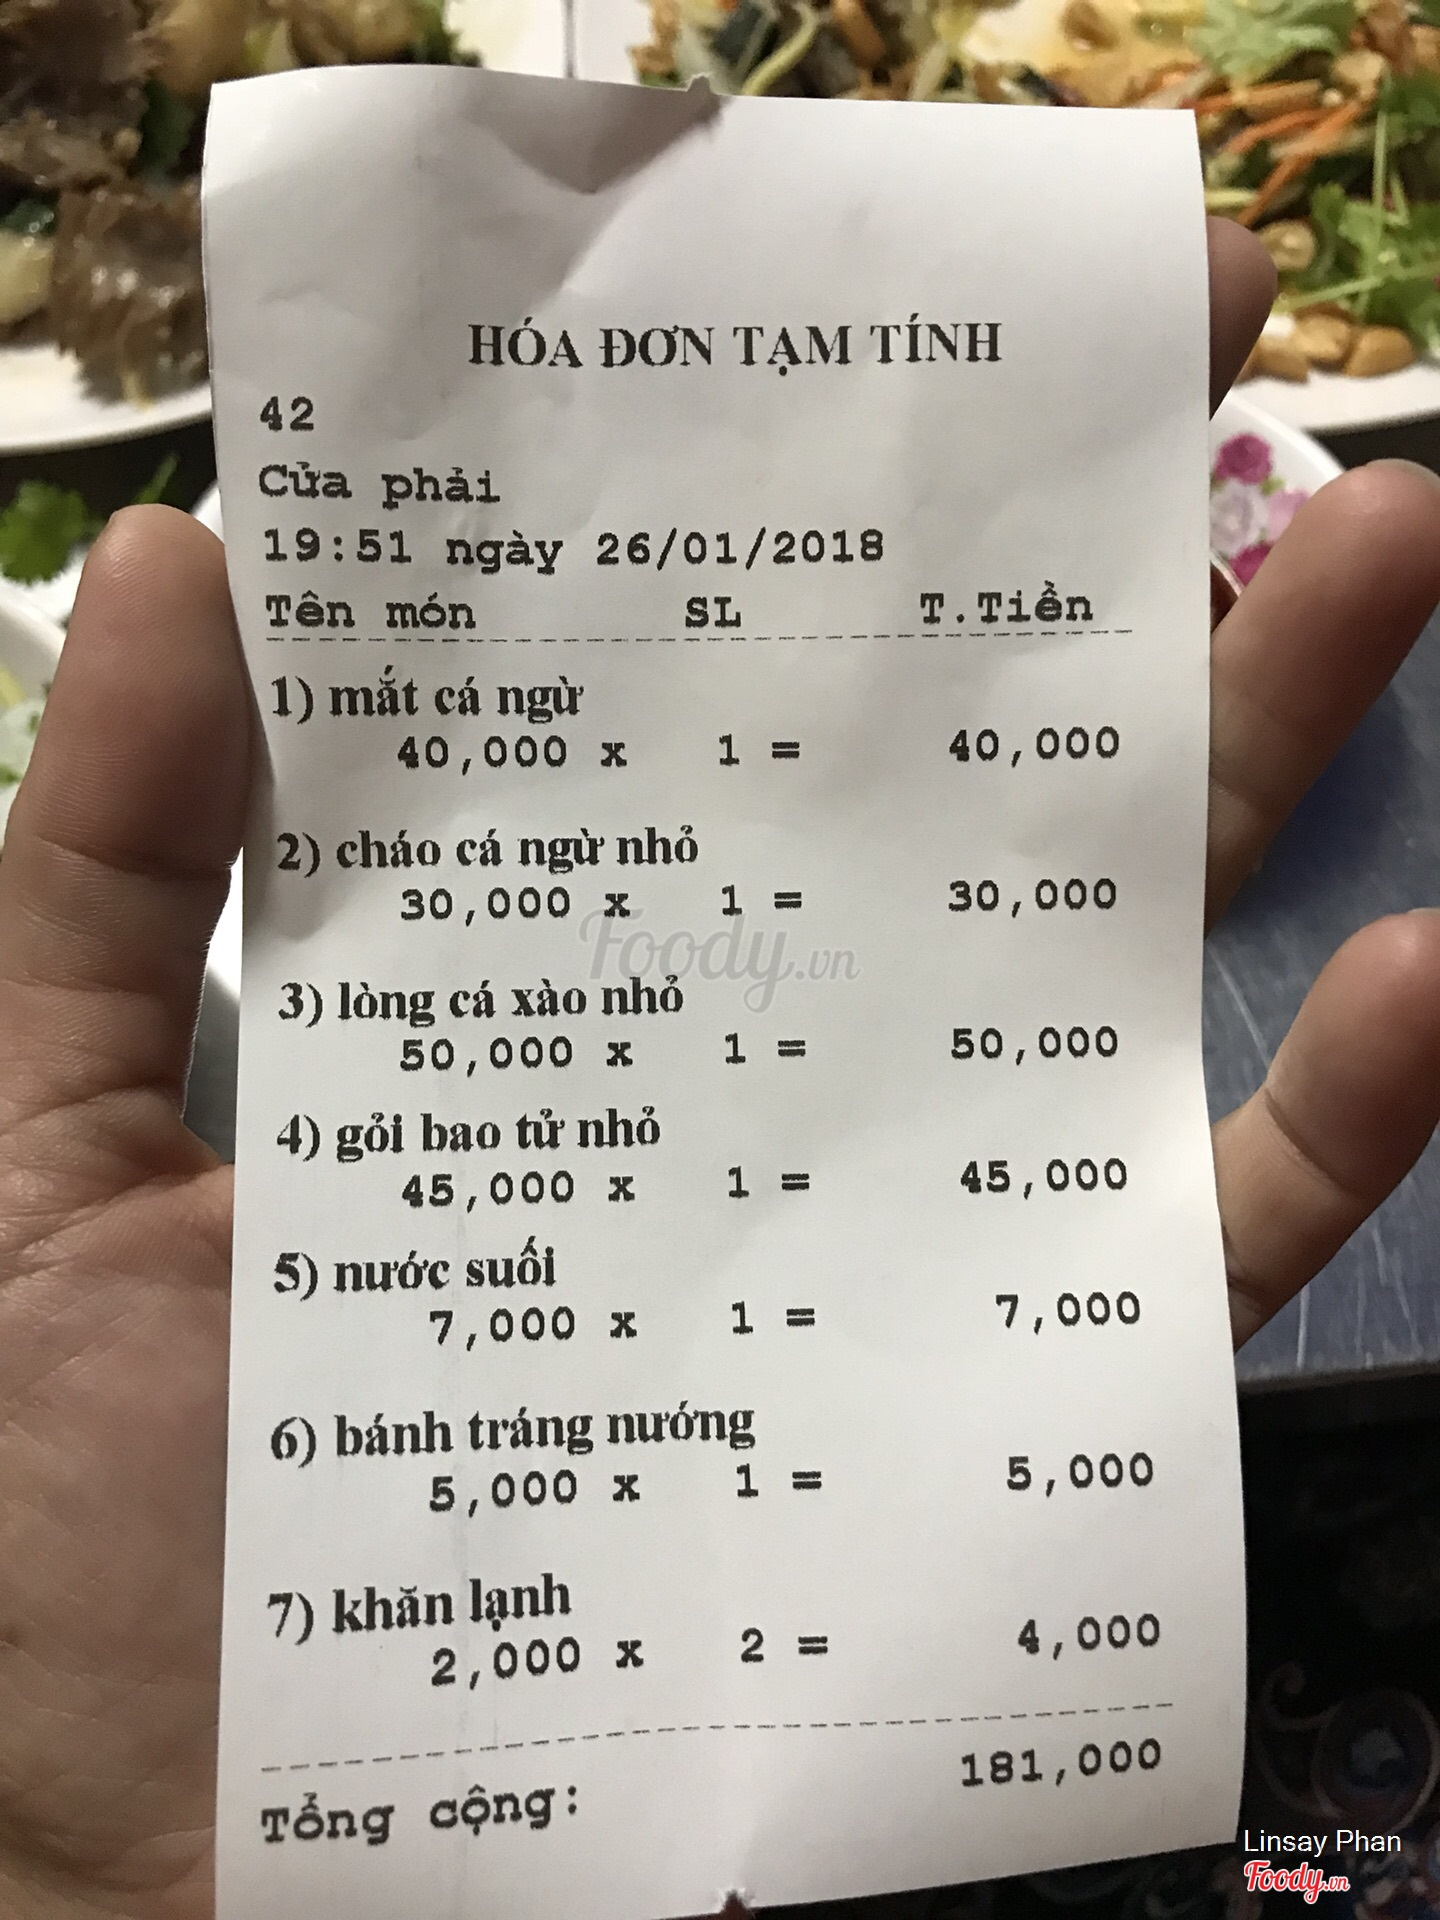 HÓA ĐƠN TẠM TÍNH
42
Cửa phải
19:51 ngày 26/01/2018
Tên món SL T.Tiền
1) mắt cá ngừ
40,000 x 1 = 40,000
2) cháo cá ngừ nhỏ
30,000 x 1 = 30,000
Foody.vn
3) lòng cá xào nhỏ
50,000 x 1 = 50,000
4) gỏi bao tử nhỏ
45,000 x 1 = 45,000
5) nước suối
7,000 x 1 = 7,000
6) bánh tráng nướng
5,000 x 1 = 5,000
7) khăn lạnh
2,000 x 2 = 4,000
Tổng cộng: 181,000
Linsay Phan
Foody.vn